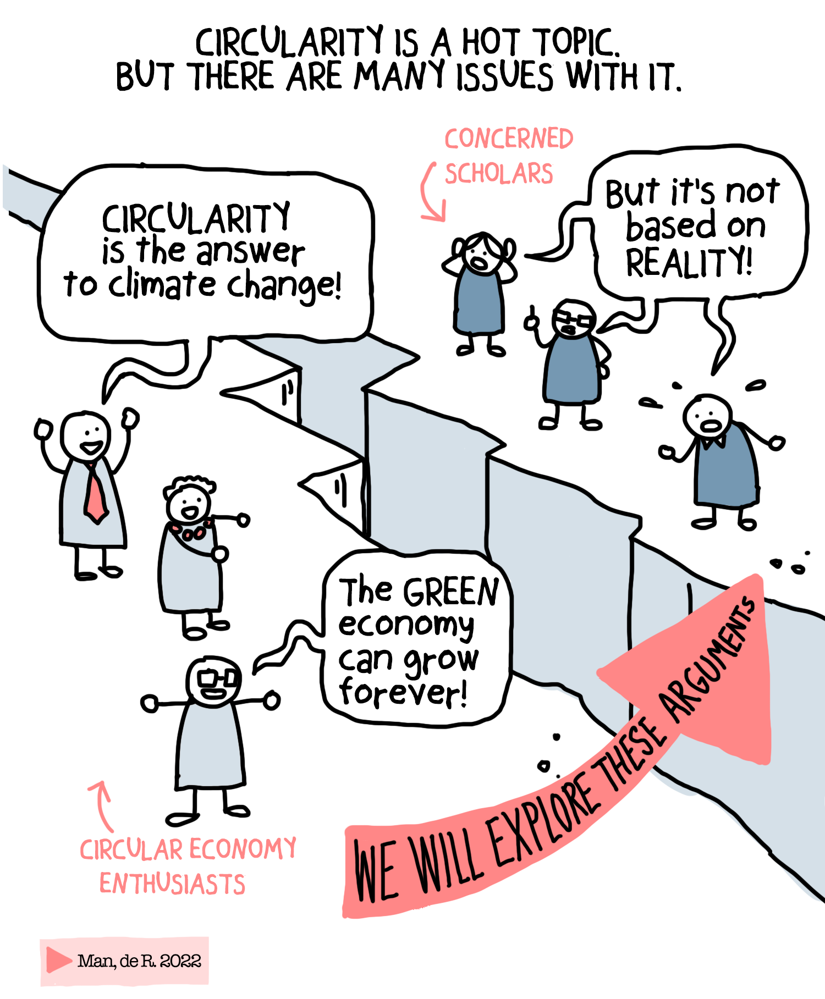 CIRCULARITY IS A HOT TOPIC.
BUT THERE ARE MANY ISSUES WITH IT.
CONCERNED
SCHOLARS
But it's not
based on
REALITY!
CIRCULARITY
is the answer
to climate change!
The GREEN
economy
can grow
forever!
WE WILL EXPLORE THESE ARGUMENTS
CIRCULAR ECONOMY
ENTHUSIASTS
Man, de R. 2022